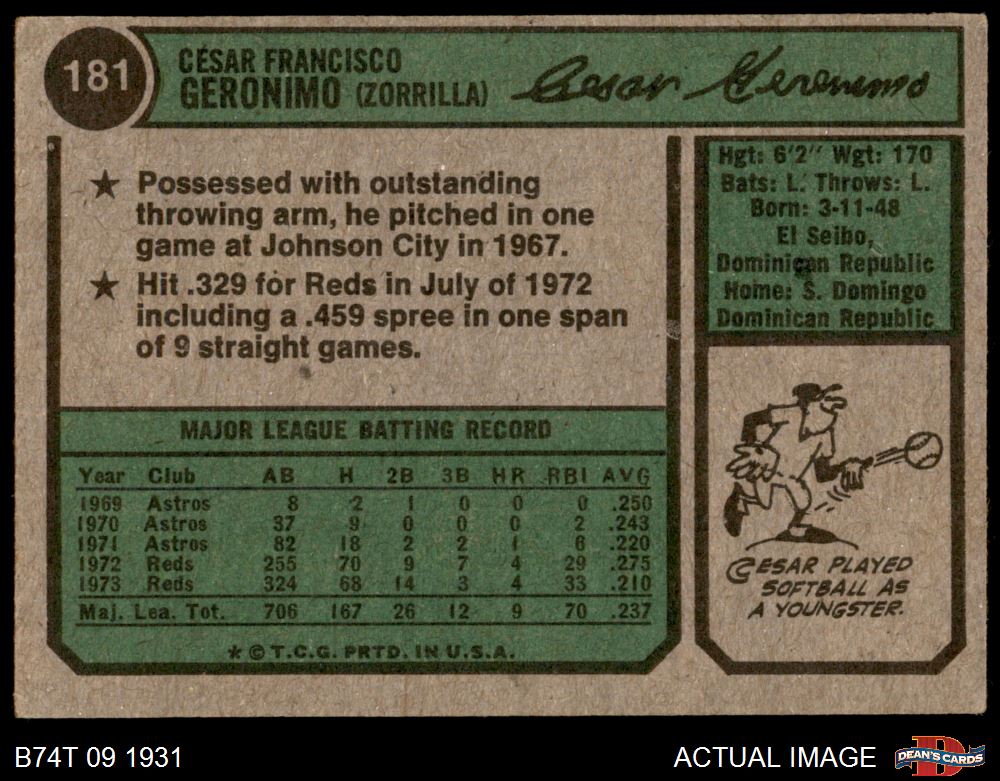 181
CÉSAR FRANCISCO
GERONIMO (ZORRILLA)
Cesar Geronimo
★ Possessed with outstanding
throwing arm, he pitched in one
game at Johnson City in 1967.
★ Hit .329 for Reds in July of 1972
including a .459 spree in one span
of 9 straight games.
Hgt: 6'2" Wgt: 170
Bats: L. Throws: L.
Born: 3-11-48
El Seibo,
Dominican Republic
Home: S. Domingo
Dominican Republic
MAJOR LEAGUE BATTING RECORD
Year Club AB H 2B 3B HR RBI AVG
1969 Astros 8 2 1 0 0 0 .250
1970 Astros 37 9 0 0 0 2 .243
1971 Astros 82 18 2 2 1 6 .220
1972 Reds 255 70 9 7 4 29 .275
1973 Reds 324 68 14 3 4 33 .210
Maj. Lea. Tot. 706 167 26 12 9 70 .237
* © T.C.G. PRTD. IN U.S.A.
CESAR PLAYED
SOFTBALL AS
A YOUNGSTER.
B74T 09 1931
ACTUAL IMAGE
D
DEAN'S CARDS